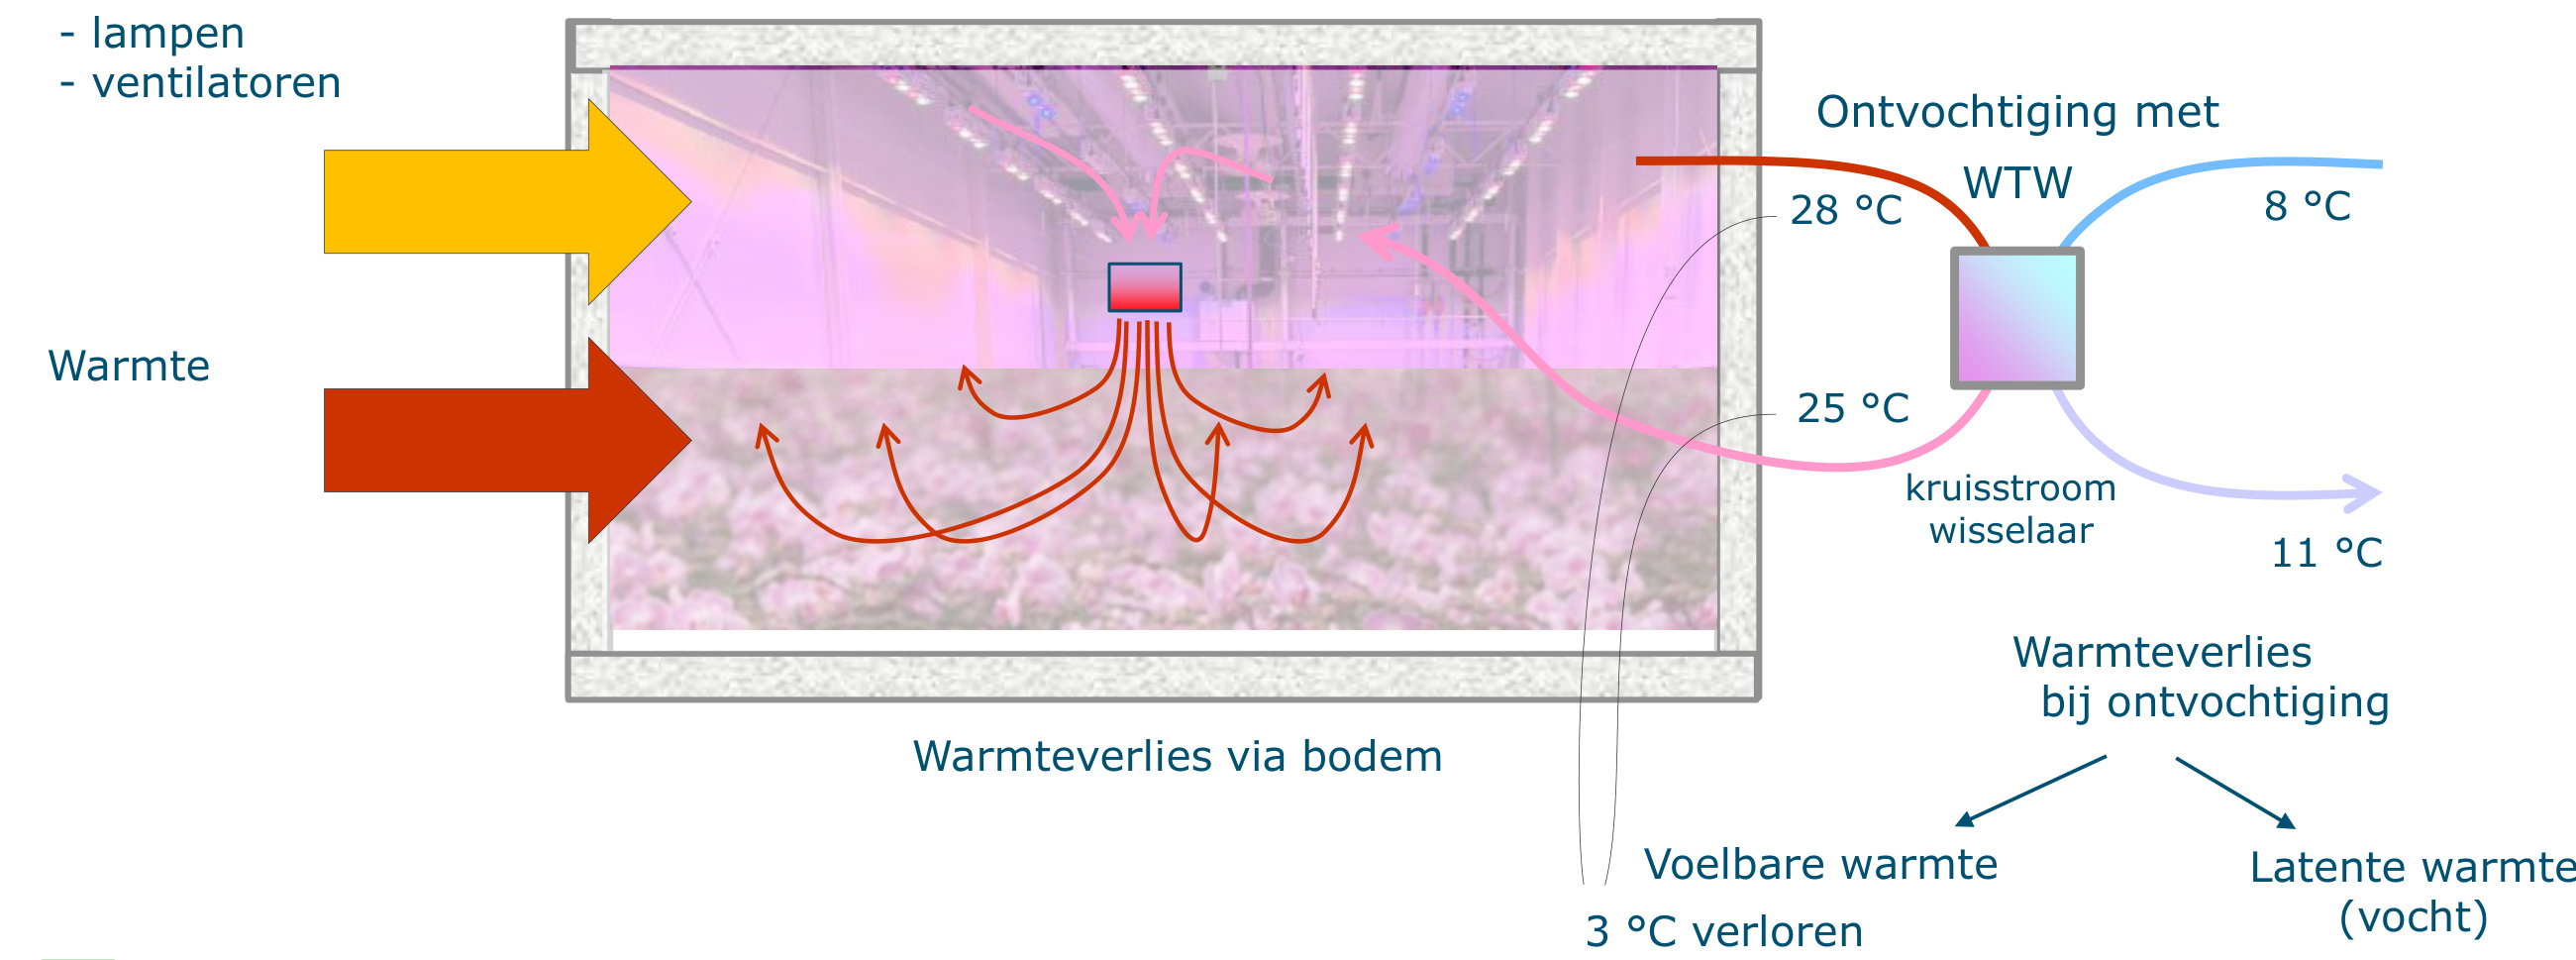 - lampen
- ventilatoren
Warmte
Ontvochtiging met
WTW
28 °C
8 °C
25 °C
kruisstroom
wisselaar
11 °C
Warmteverlies
bij ontvochtiging
Warmteverlies via bodem
Voelbare warmte
Latente warmte
(vocht)
3 °C verloren